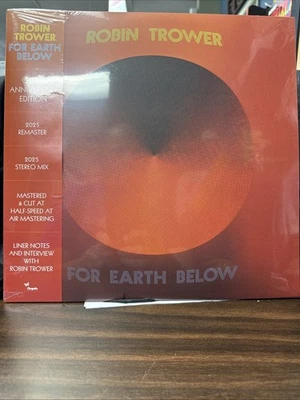 ROBIN
TROWER
FOR EARTH
BELOW
EDITION
2025
REMASTER
2025
STEREO MIX
MASTERED
& CUT AT
HALF-SPEED AT
AIR MASTERING
LINER NOTES
AND INTERVIEW
WITH
ROBIN TROWER
Chrysalis
ROBIN TROWER
FOR EARTH BELOW